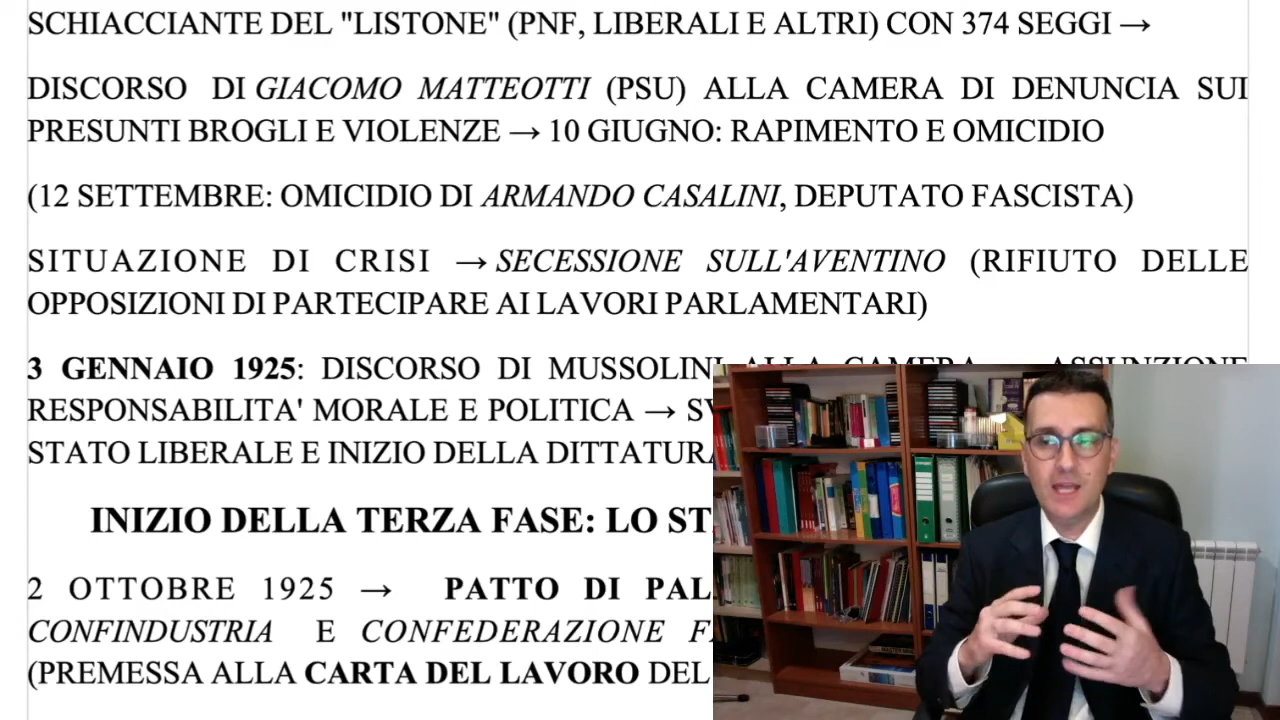 SCHIACCIANTE DEL "LISTONE" (PNF, LIBERALI E ALTRI) CON 374 SEGGI →
DISCORSO DI GIACOMO MATTEOTTI (PSU) ALLA CAMERA DI DENUNCIA SUI
PRESUNTI BROGLI E VIOLENZE → 10 GIUGNO: RAPIMENTO E OMICIDIO
(12 SETTEMBRE: OMICIDIO DI ARMANDO CASALINI, DEPUTATO FASCISTA)
SITUAZIONE DI CRISI → SECESSIONE SULL'AVENTINO (RIFIUTO DELLE
OPPOSIZIONI DI PARTECIPARE AI LAVORI PARLAMENTARI)
3 GENNAIO 1925: DISCORSO DI MUSSOLINI ALLA CAMERA → ASSUNZIONE
RESPONSABILITA' MORALE E POLITICA →
STATO LIBERALE E INIZIO DELLA DITTATURA
INIZIO DELLA TERZA FASE: LO
2 OTTOBRE 1925 → PATTO DI
CONFINDUSTRIA E CONFEDERAZIONE
(PREMESSA ALLA CARTA DEL LAVORO DEL